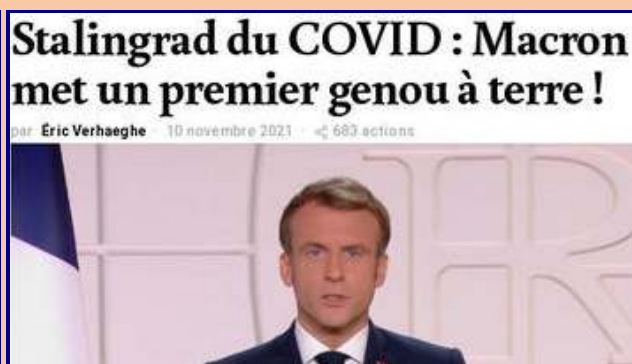 Stalingrad du COVID : Macron
met un premier genou à terre !
par Éric Verhaeghe · 10 novembre 2021 · 683 actions
R